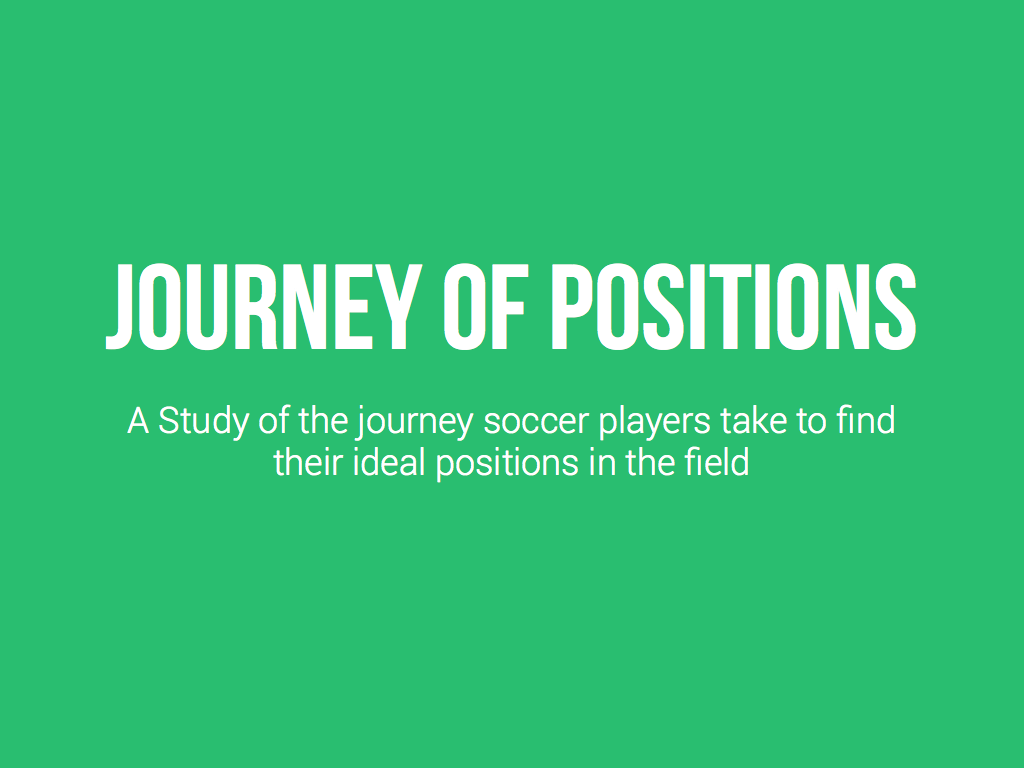 JOURNEY OF POSITIONS
A Study of the journey soccer players take to find
their ideal positions in the field